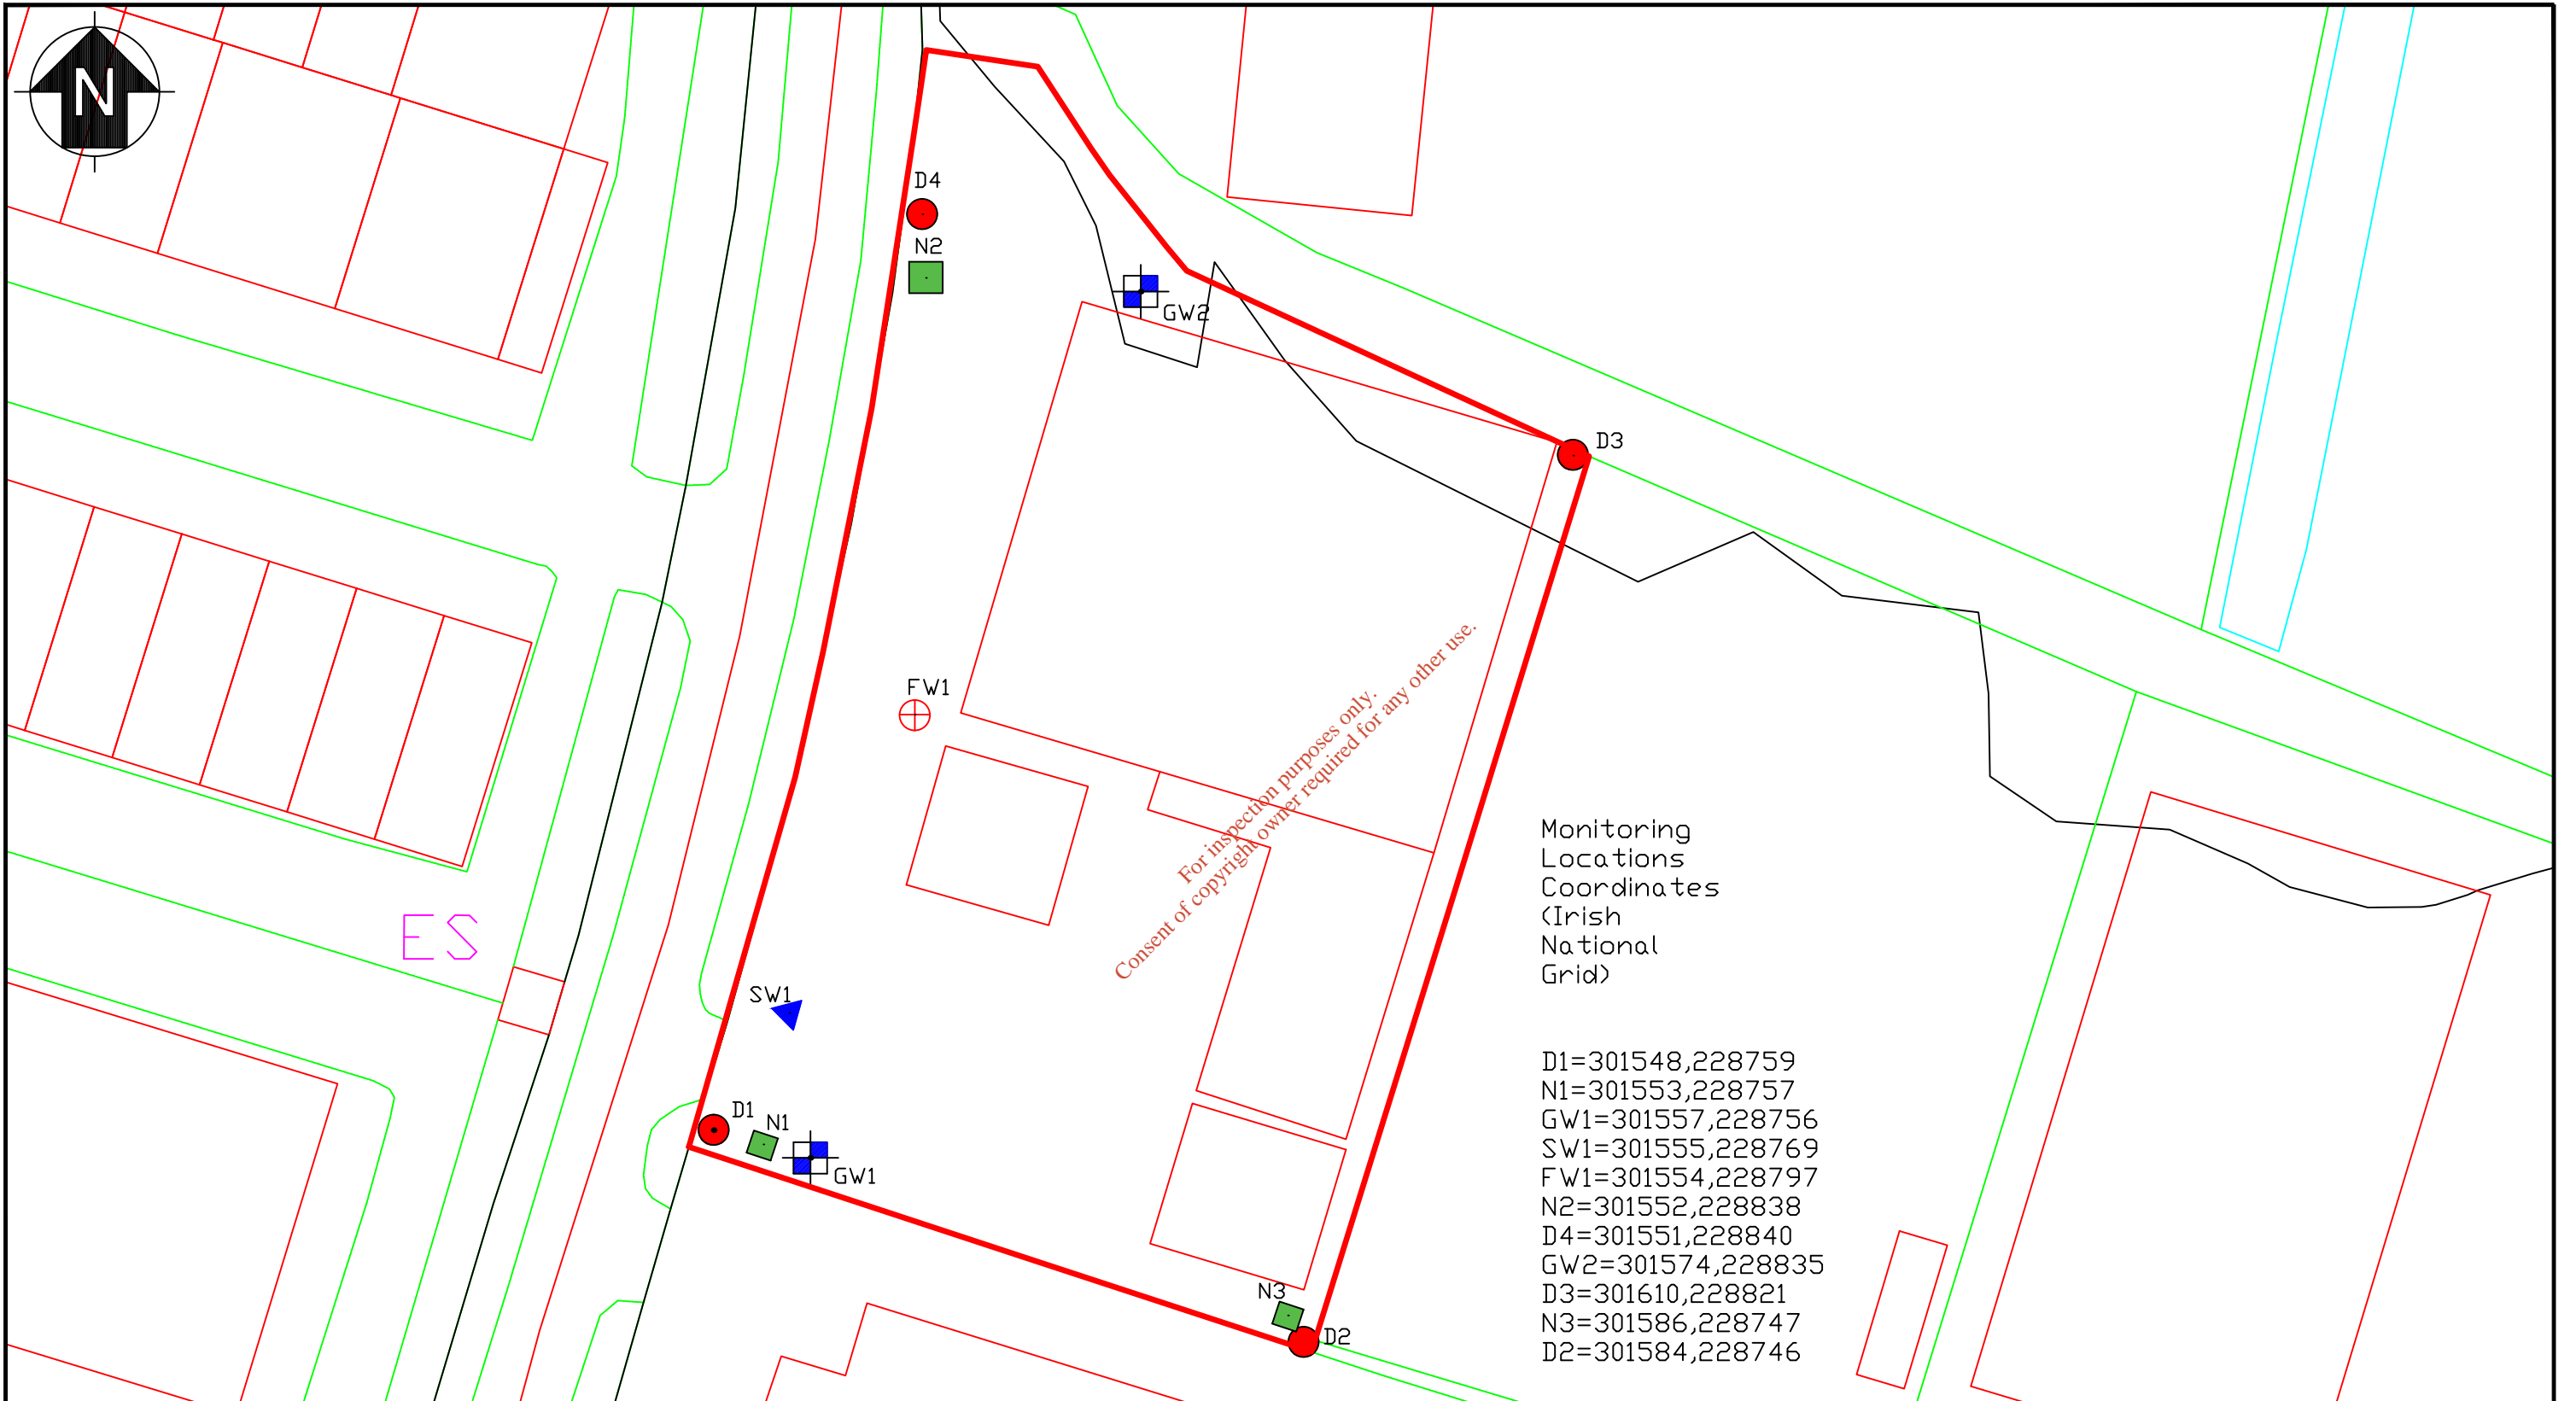 N
D4
N2
GW2
D3
FW1
For inspection purposes only.
Consent of copyright owner required for any other use.
Monitoring
Locations
Coordinates
(Irish
National
Grid)
ES
SW1
D1
N1
GW1
N3
D2
D1=301548,228759
N1=301553,228757
GW1=301557,228756
SW1=301555,228769
FW1=301554,228797
N2=301552,228838
D4=301551,228840
GW2=301574,228835
D3=301610,228821
N3=301586,228747
D2=301584,228746